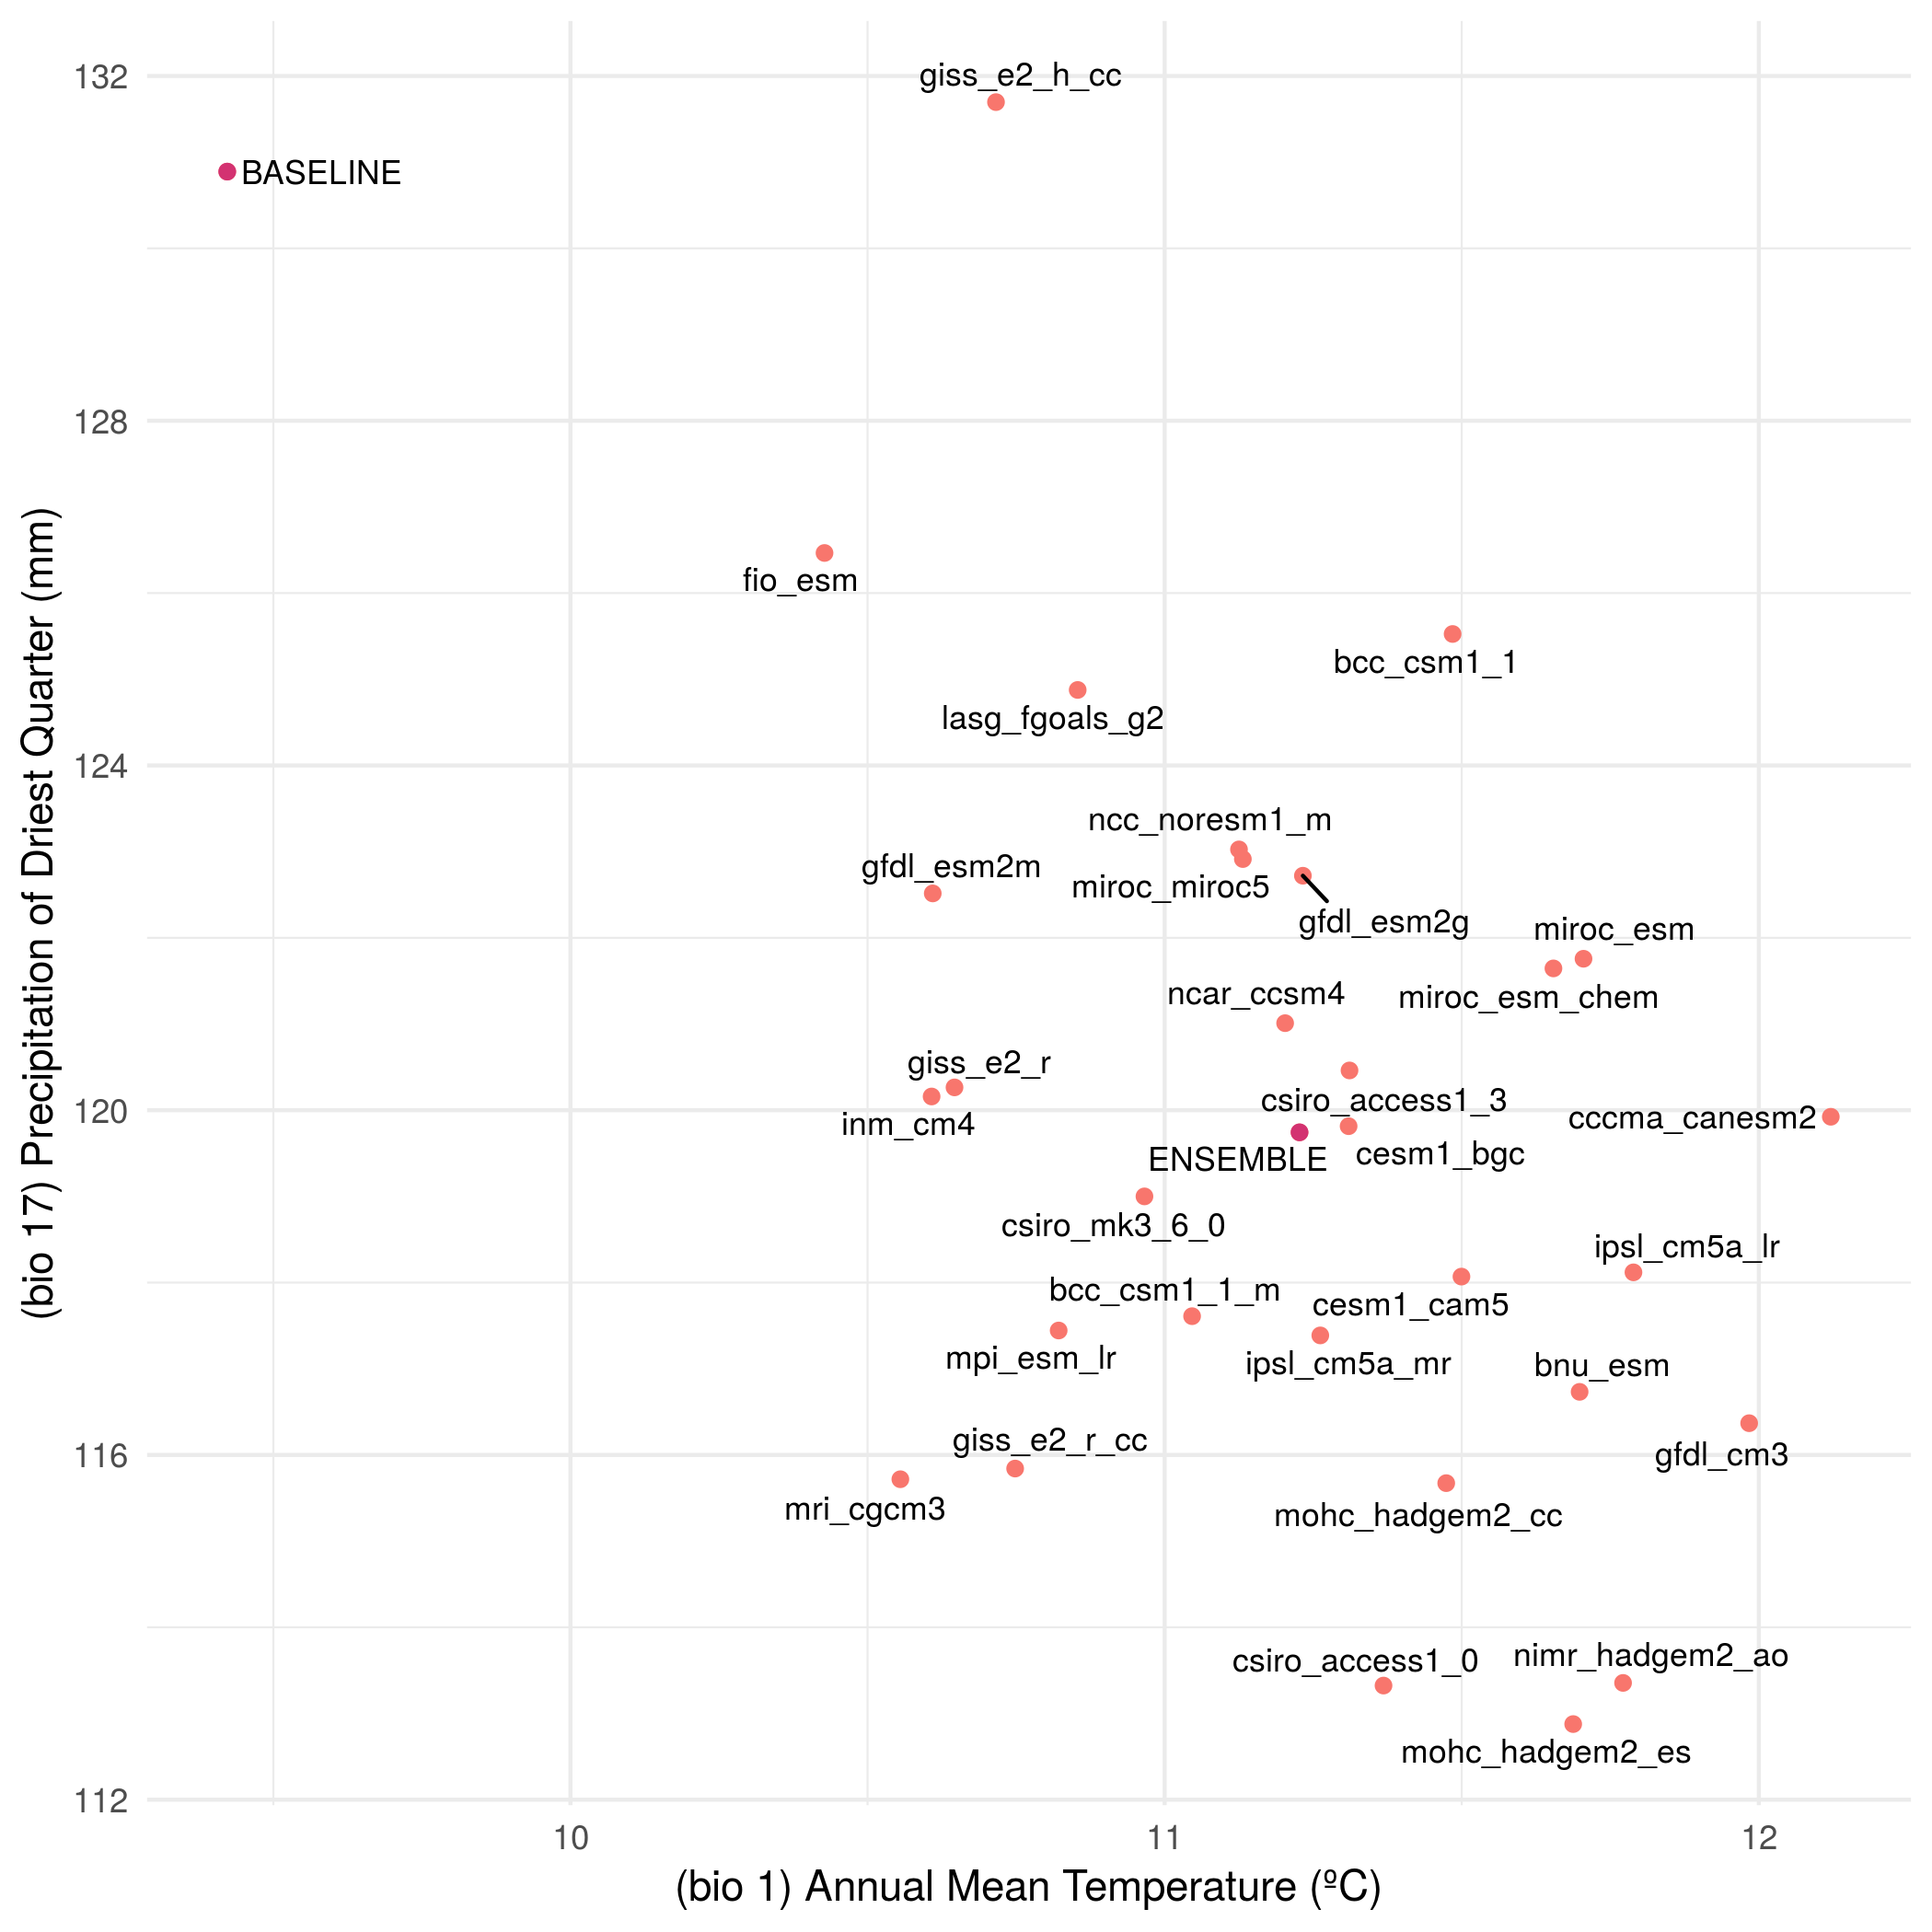 132
giss_e2_h_cc
BASELINE
128
fio_esm
bcc_csm1_1
lasg_fgoals_g2
124
ncc_noresm1_m
gfdl_esm2m
miroc_miroc5
gfdl_esm2g
miroc_esm
ncar_ccsm4
miroc_esm_chem
giss_e2_r
csiro_access1_3
120
cccma_canesm2
inm_cm4
ENSEMBLE
cesm1_bgc
csiro_mk3_6_0
ipsl_cm5a_lr
bcc_csm1_1_m
cesm1_cam5
mpi_esm_lr
ipsl_cm5a_mr
bnu_esm
giss_e2_r_cc
116
gfdl_cm3
mri_cgcm3
mohc_hadgem2_cc
csiro_access1_0
nimr_hadgem2_ao
mohc_hadgem2_es
112
10
11
12
(bio 1) Annual Mean Temperature (ºC)
(bio 17) Precipitation of Driest Quarter (mm)